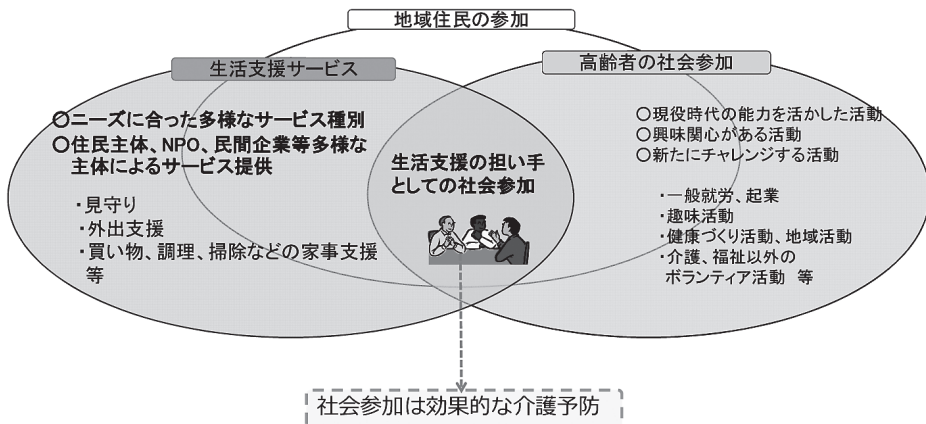 地域住民の参加
生活支援サービス
○ニーズに合った多様なサービス種別
○住民主体、NPO、民間企業等多様な
主体によるサービス提供
・見守り
・外出支援
・買い物、調理、掃除などの家事支援
等
生活支援の担い手
としての社会参加
高齢者の社会参加
○現役時代の能力を活かした活動
○興味関心がある活動
○新たにチャレンジする活動
・一般就労、起業
・趣味活動
・健康づくり活動、地域活動
・介護、福祉以外の
ボランティア活動 等
社会参加は効果的な介護予防